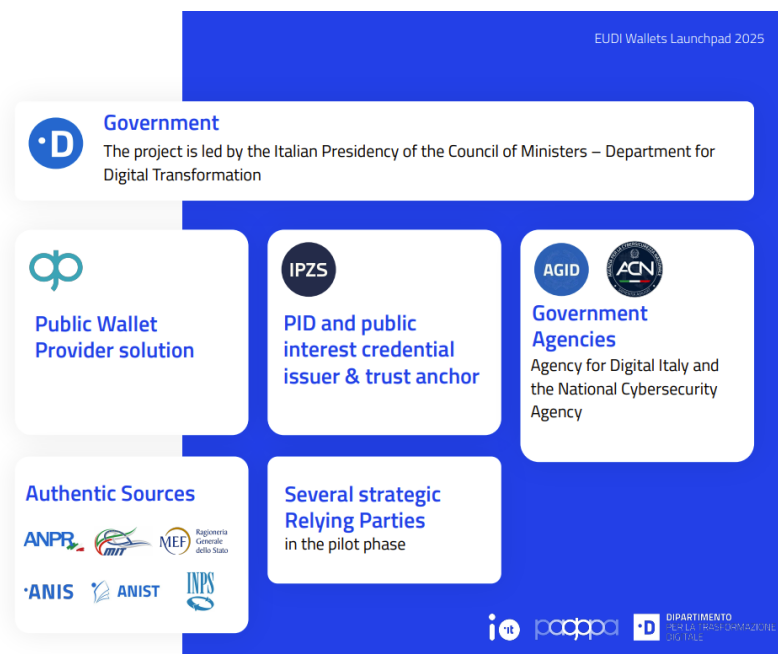 EUDI Wallets Launchpad 2025
·D
Government
The project is led by the Italian Presidency of the Council of Ministers – Department for
Digital Transformation
Public Wallet
Provider solution
IPZS
PID and public
interest credential
issuer & trust anchor
AGID
ACN
Government
Agencies
Agency for Digital Italy and
the National Cybersecurity
Agency
Authentic Sources
ANPR
MIT
MEF
Ragioneria
Generale
dello Stato
·ANIS
ANIST
INPS
Several strategic
Relying Parties
in the pilot phase
io
it
pagopa
·D
DIPARTIMENTO
PER LA TRASFORMAZIONE
DIGITALE